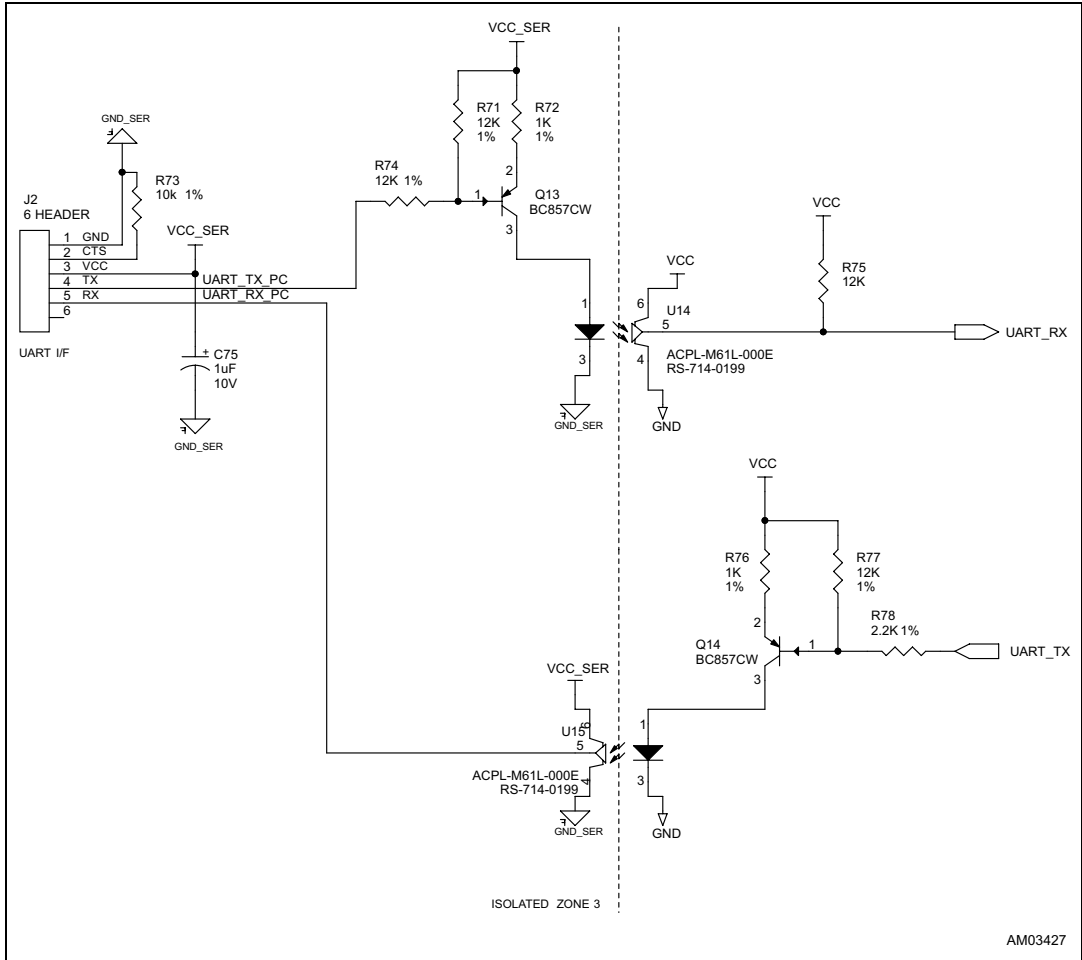 VCC_SER
R71
12K
1%
R72
1K
1%
GND_SER
R73
10k 1%
R74
12K 1%
2
1
Q13
BC857CW
3
J2
6 HEADER
1 GND
2 CTS
3 VCC
4 TX
5 RX
6
UART I/F
VCC_SER
UART_TX_PC
UART_RX_PC
+ C75
1uF
10V
GND_SER
1
3
GND_SER
VCC
6
U14
5
4
ACPL-M61L-000E
RS-714-0199
GND
VCC
R75
12K
UART_RX
VCC
R76
1K
1%
R77
12K
1%
R78
2.2K 1%
2
Q14
BC857CW
1
3
UART_TX
VCC_SER
6
U15
5
4
ACPL-M61L-000E
RS-714-0199
GND_SER
1
3
GND
ISOLATED ZONE 3
AM03427